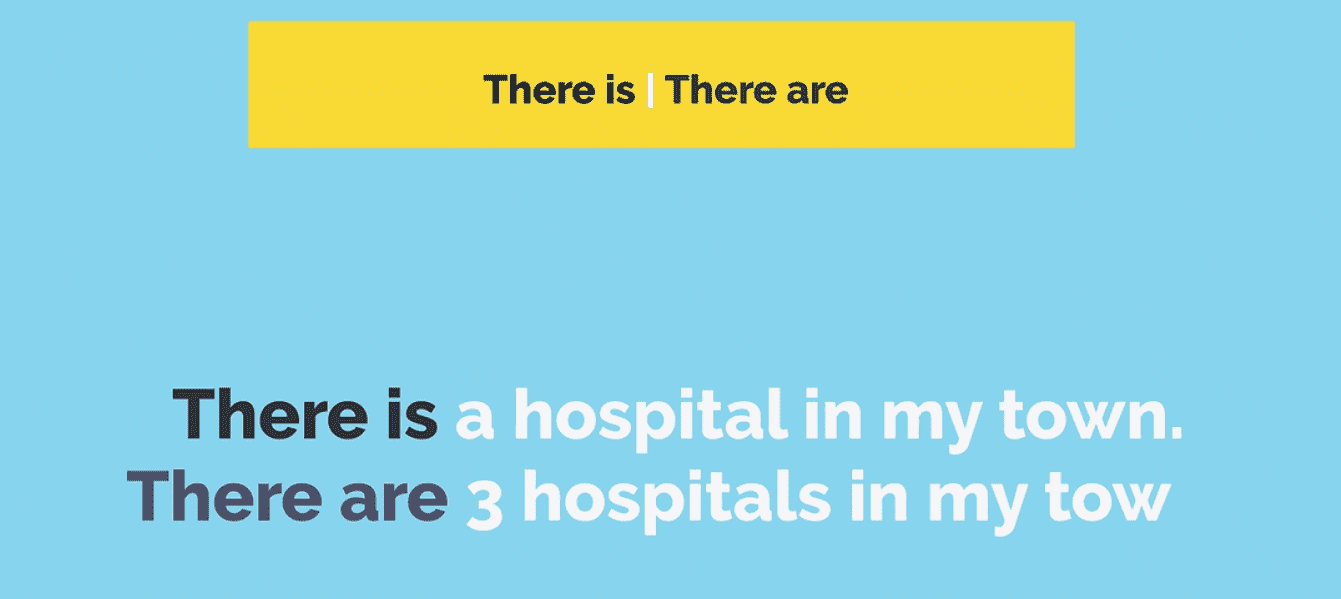 There is | There are
There is a hospital in my town.
There are 3 hospitals in my tow